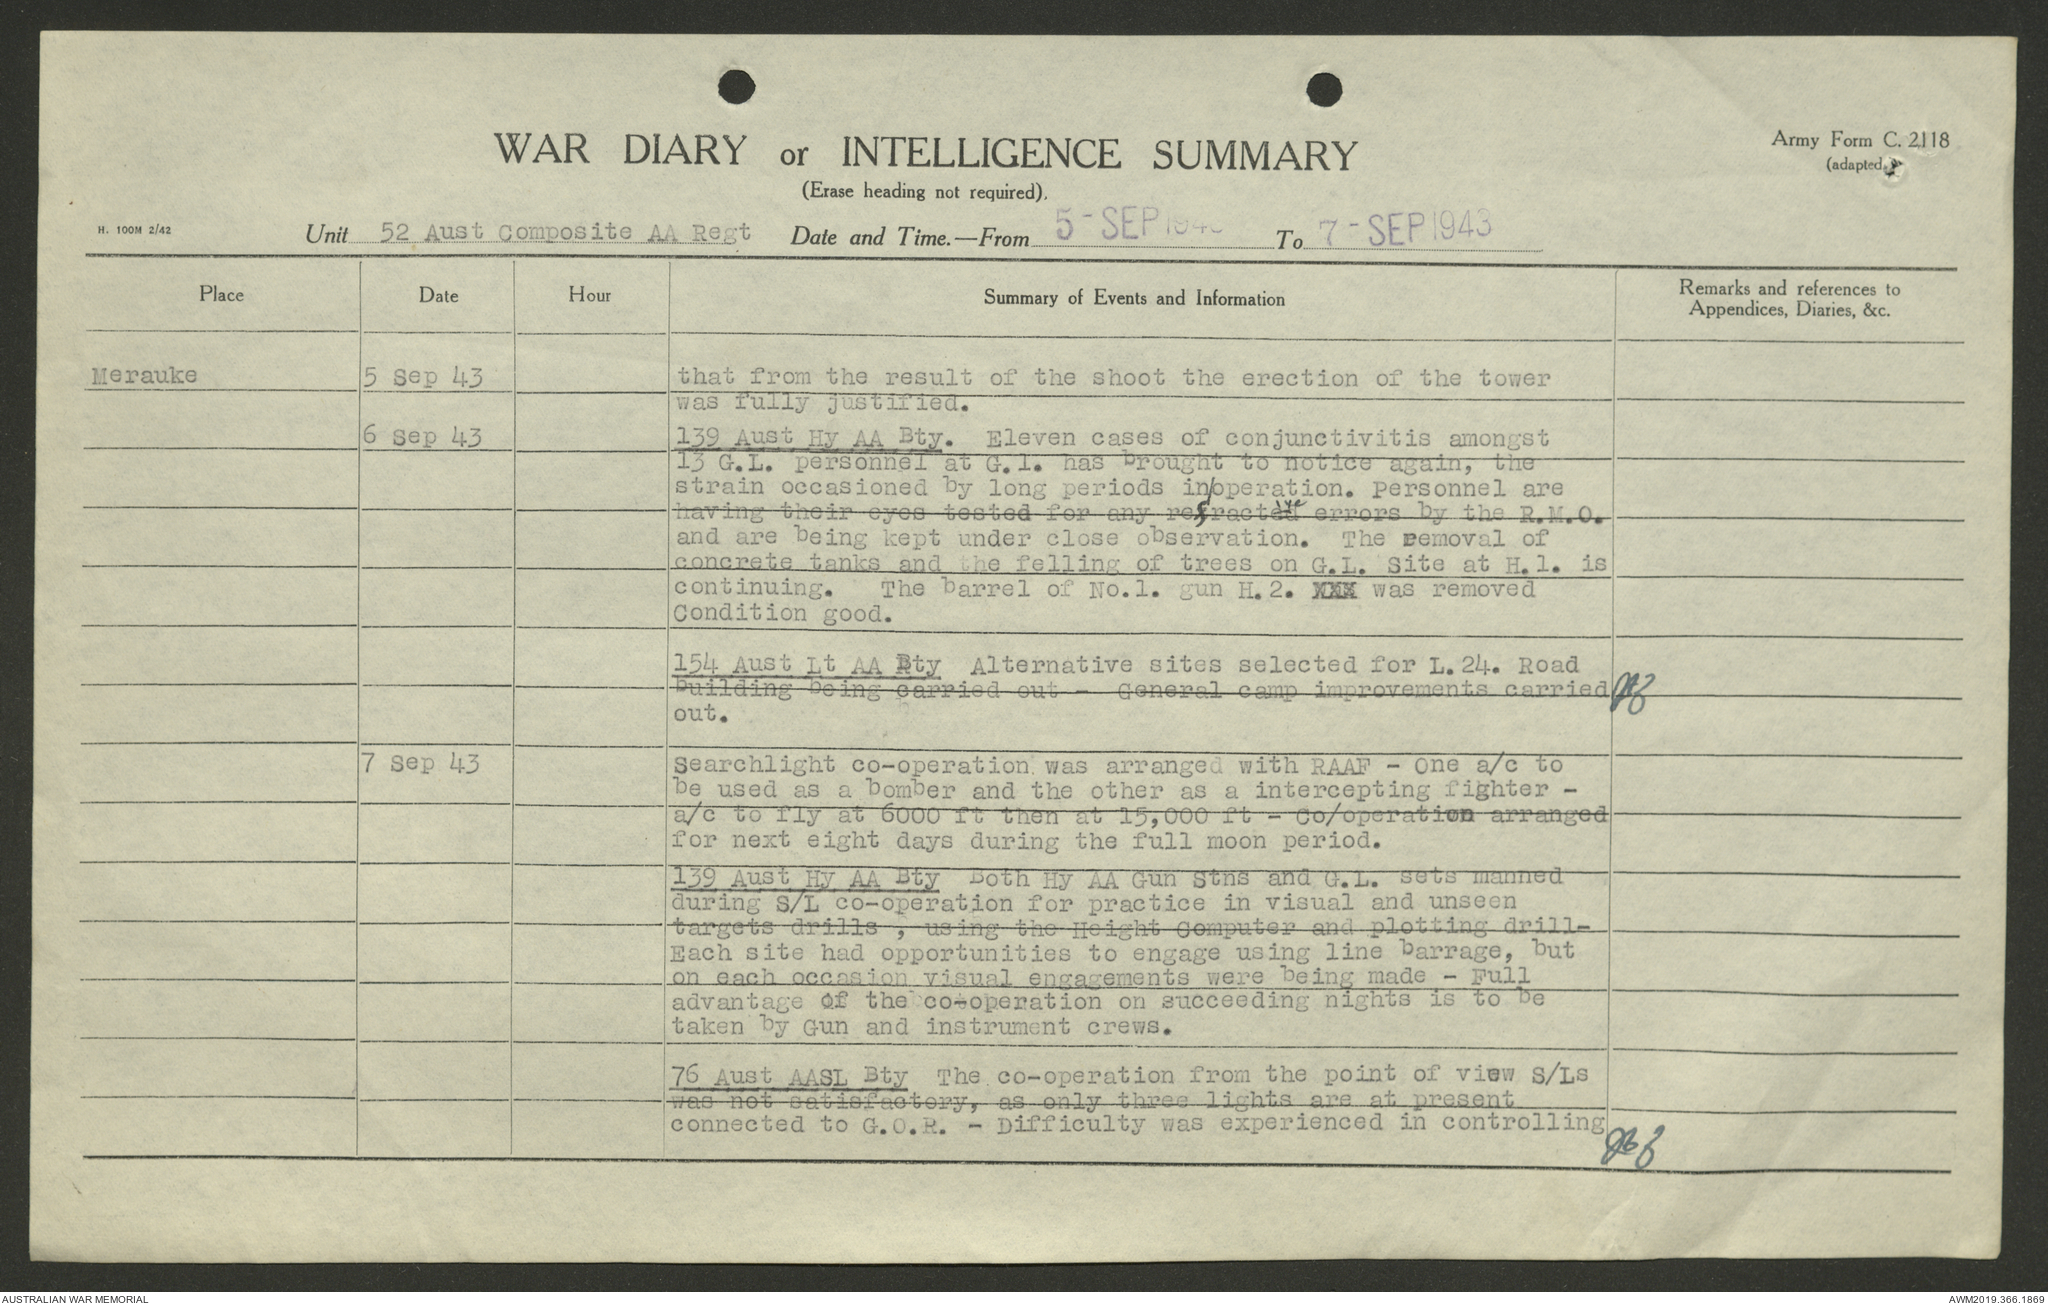 WAR DIARY or INTELLIGENCE SUMMARY
Army Form C. 2118
(adapted.)
(Erase heading not required).
H. 100M 2/42
Unit 52 Aust Composite AA Regt Date and Time.—From 5-SEP 1943 To 7-SEP 1943
Place Date Hour Summary of Events and Information Remarks and references to
Appendices, Diaries, &c.
Merauke 5 Sep 43 that from the result of the shoot the erection of the tower
was fully justified.
6 Sep 43 139 Aust Hy AA Bty. Eleven cases of conjunctivitis amongst
13 G.L. personnel at G.1. has brought to notice again, the
strain occasioned by long periods in/operation. Personnel are
having their eyes tested for any refractive errors by the R.M.O.
and are being kept under close observation. The removal of
concrete tanks and the felling of trees on G.L. Site at H.1. is
continuing. The barrel of No.1. gun H.2. XXX was removed
Condition good.
154 Aust Lt AA Bty Alternative sites selected for L.24. Road
building being carried out - General camp improvements carried
out.
7 Sep 43 Searchlight co-operation was arranged with RAAF - One a/c to
be used as a bomber and the other as a intercepting fighter -
a/c to fly at 6000 ft then at 15,000 ft - Co/operation arranged
for next eight days during the full moon period.
139 Aust Hy AA Bty Both Hy AA Gun Stns and G.L. sets manned
during S/L co-operation for practice in visual and unseen
targets drills , using the Height Computer and plotting drill-
Each site had opportunities to engage using line barrage, but
on each occasion visual engagements were being made - Full
advantage of the co-operation on succeeding nights is to be
taken by Gun and instrument crews.
76 Aust AASL Bty The co-operation from the point of view S/Ls
was not satisfactory, as only three lights are at present
connected to G.O.R. - Difficulty was experienced in controlling
AUSTRALIAN WAR MEMORIAL
AWM2019.366.1869